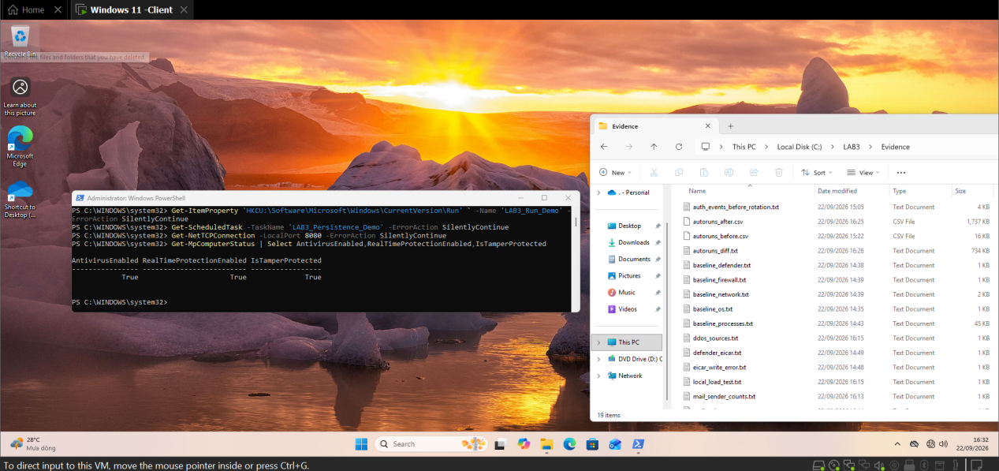 Home
Windows 11 -Client
Recycle Bin
Learn about
this picture
Microsoft
Edge
Shortcut to
Desktop (...
Administrator: Windows PowerShell
PS C:\WINDOWS\system32> Get-ItemProperty 'HKCU:\Software\Microsoft\Windows\CurrentVersion\Run' ` -Name 'LAB3_Run_Demo' -
ErrorAction SilentlyContinue
PS C:\WINDOWS\system32> Get-ScheduledTask -TaskName 'LAB3_Persistence_Demo' -ErrorAction SilentlyContinue
PS C:\WINDOWS\system32> Get-NetTCPConnection -LocalPort 8080 -ErrorAction SilentlyContinue
PS C:\WINDOWS\system32> Get-MpComputerStatus | Select AntivirusEnabled,RealTimeProtectionEnabled,IsTamperProtected
AntivirusEnabled RealTimeProtectionEnabled IsTamperProtected
---------------- ------------------------- -----------------
True True True
PS C:\WINDOWS\system32>
Evidence
This PC > Local Disk (C:) > LAB3 > Evidence
New Sort View ...
. - Personal
Desktop
Downloads
Documents
Pictures
Music
Videos
This PC
DVD Drive (D:) C
Network
Name Date modified Type Size
auth_events_before_rotation.txt 22/09/2026 15:05 Text Document 4 KB
autoruns_after.csv 22/09/2026 16:25 CSV File 1,737 KB
autoruns_before.csv 22/09/2026 15:22 CSV File 16 KB
autoruns_diff.txt 22/09/2026 16:26 Text Document 734 KB
baseline_defender.txt 22/09/2026 14:38 Text Document 1 KB
baseline_firewall.txt 22/09/2026 14:39 Text Document 1 KB
baseline_network.txt 22/09/2026 14:39 Text Document 2 KB
baseline_os.txt 22/09/2026 14:35 Text Document 1 KB
baseline_processes.txt 22/09/2026 14:43 Text Document 45 KB
ddos_sources.txt 22/09/2026 16:15 Text Document 1 KB
defender_eicar.txt 22/09/2026 14:49 Text Document 1 KB
eicar_write_error.txt 22/09/2026 14:48 Text Document 1 KB
local_load_test.txt 22/09/2026 16:15 Text Document 1 KB
mail_sender_counts.txt 22/09/2026 16:13 Text Document 1 KB
19 items
28°C
Mưa dông
Search
16:32
22/09/2026
To direct input to this VM, move the mouse pointer inside or press Ctrl+G.